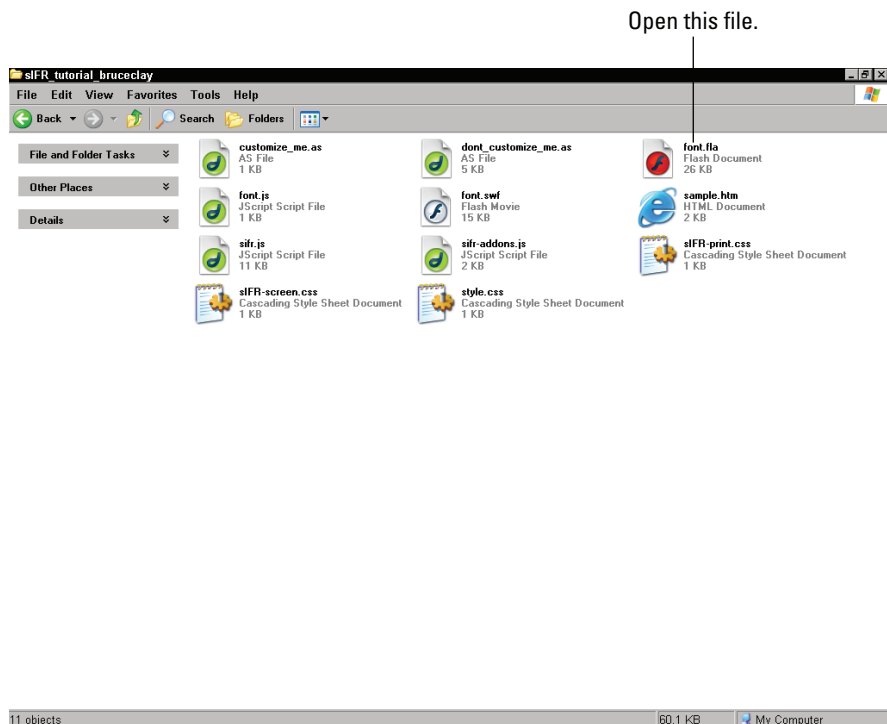 Open this file.
sIFR_tutorial_bruceclay
File Edit View Favorites Tools Help
Back Search Folders
File and Folder Tasks
Other Places
Details
customize_me.as
AS File
1 KB
dont_customize_me.as
AS File
5 KB
font.fla
Flash Document
26 KB
font.js
JScript Script File
1 KB
font.swf
Flash Movie
15 KB
sample.htm
HTML Document
2 KB
sifr.js
JScript Script File
11 KB
sifr-addons.js
JScript Script File
2 KB
sIFR-print.css
Cascading Style Sheet Document
1 KB
sIFR-screen.css
Cascading Style Sheet Document
1 KB
style.css
Cascading Style Sheet Document
1 KB
11 objects 60.1 KB My Computer